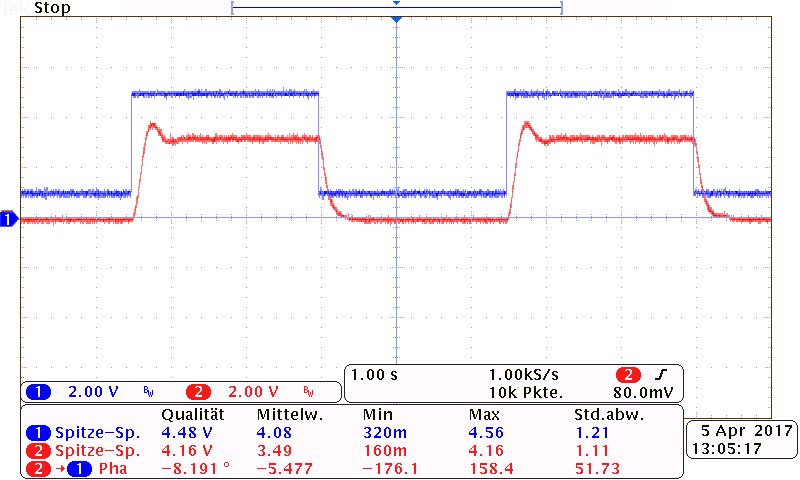 Tek Stop
1
1 2.00 V BW 2 2.00 V BW
1.00 s 1.00kS/s 2
10k Pkte. 80.0mV
Qualität Mittelw. Min Max Std.abw.
1 Spitze-Sp. 4.48 V 4.08 320m 4.56 1.21
2 Spitze-Sp. 4.16 V 3.49 160m 4.16 1.11
2 → 1 Pha -8.191 ° -5.477 -176.1 158.4 51.73
5 Apr 2017
13:05:17